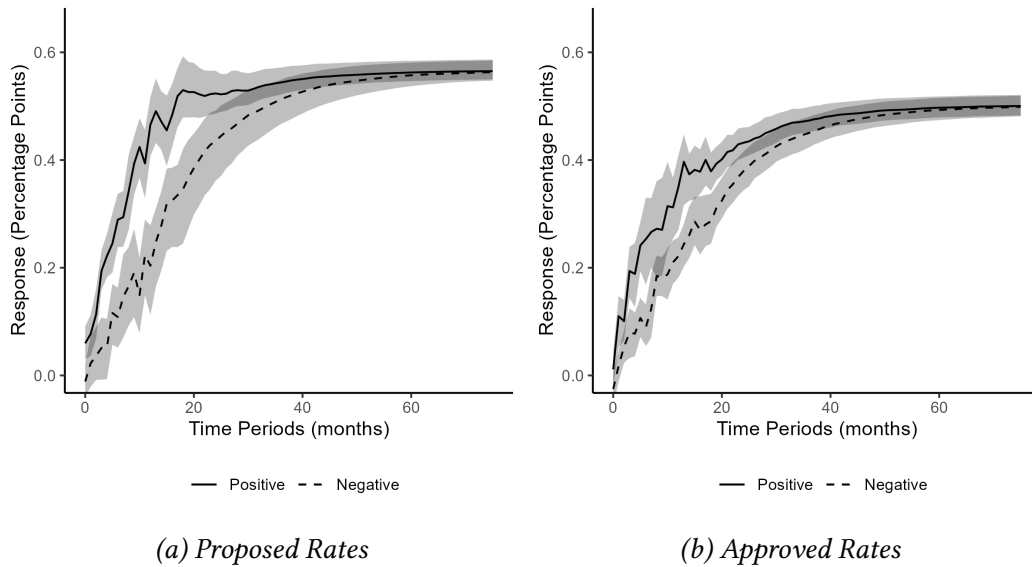 Response (Percentage Points)
0.6
0.4
0.2
0.0
0 20 40 60
Time Periods (months)
Positive Negative
(a) Proposed Rates
Response (Percentage Points)
0.6
0.4
0.2
0.0
0 20 40 60
Time Periods (months)
Positive Negative
(b) Approved Rates